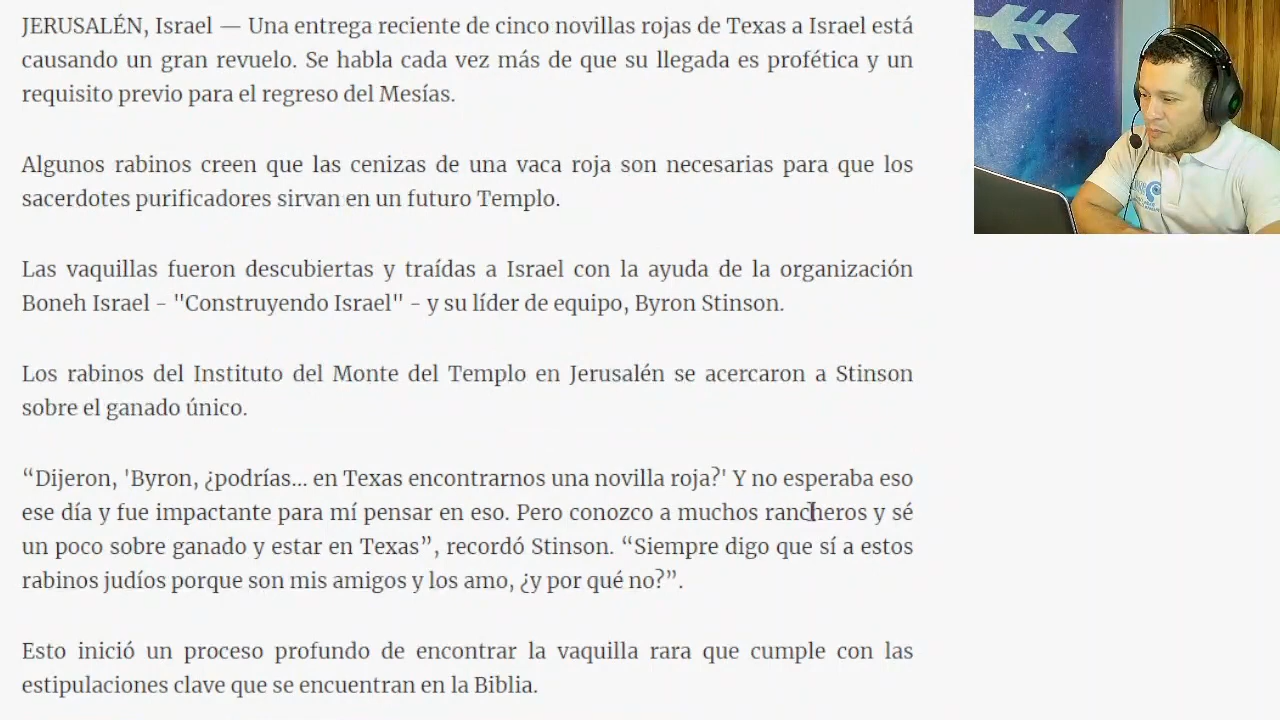 JERUSALÉN, Israel — Una entrega reciente de cinco novillas rojas de Texas a Israel está
causando un gran revuelo. Se habla cada vez más de que su llegada es profética y un
requisito previo para el regreso del Mesías.
Algunos rabinos creen que las cenizas de una vaca roja son necesarias para que los
sacerdotes purificadores sirvan en un futuro Templo.
Las vaquillas fueron descubiertas y traídas a Israel con la ayuda de la organización
Boneh Israel - "Construyendo Israel" - y su líder de equipo, Byron Stinson.
Los rabinos del Instituto del Monte del Templo en Jerusalén se acercaron a Stinson
sobre el ganado único.
“Dijeron, 'Byron, ¿podrías... en Texas encontrarnos una novilla roja?' Y no esperaba eso
ese día y fue impactante para mí pensar en eso. Pero conozco a muchos rancheros y sé
un poco sobre ganado y estar en Texas”, recordó Stinson. “Siempre digo que sí a estos
rabinos judíos porque son mis amigos y los amo, ¿y por qué no?”.
Esto inició un proceso profundo de encontrar la vaquilla rara que cumple con las
estipulaciones clave que se encuentran en la Biblia.